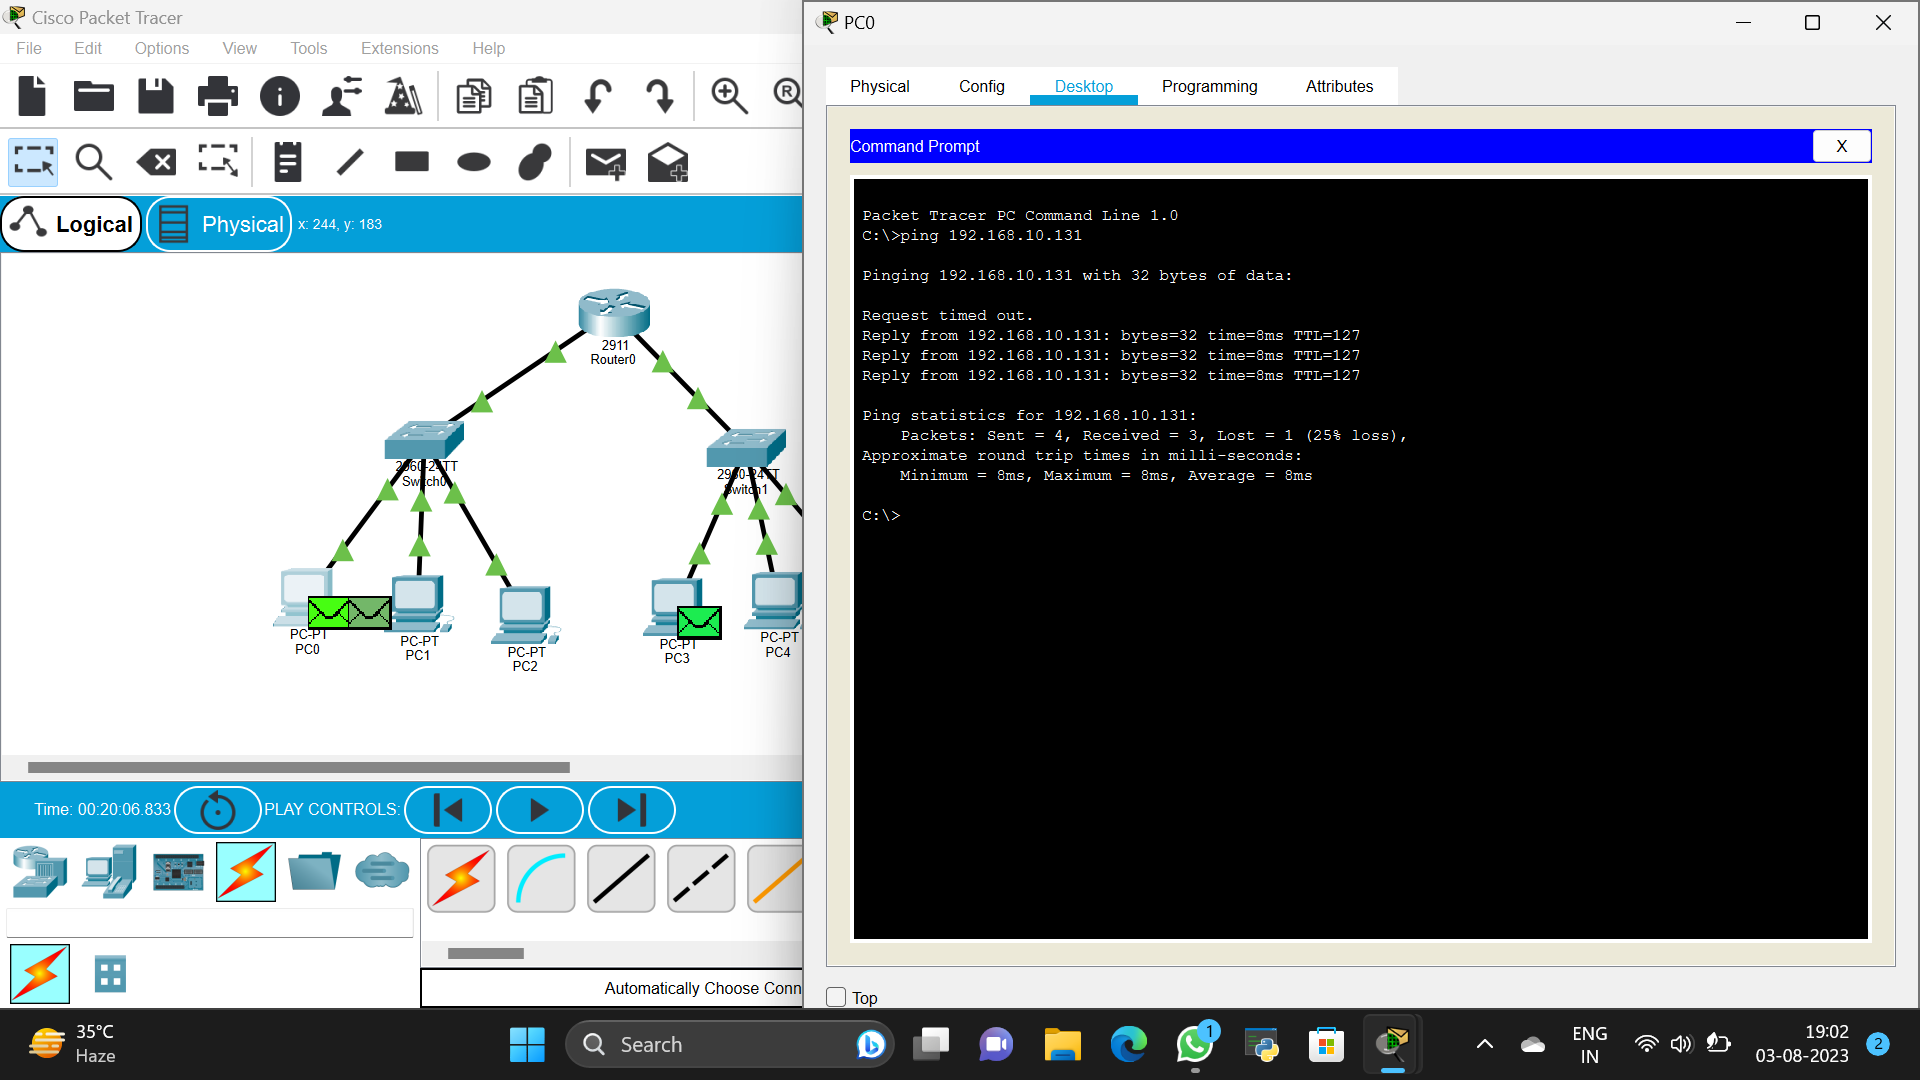 Cisco Packet Tracer
File Edit Options View Tools Extensions Help
Logical
Physical
x: 244, y: 183
2911
Router0
2960-24TT
Switch0
2960-24TT
Switch1
PC-PT
PC0
PC-PT
PC1
PC-PT
PC2
PC-PT
PC3
PC-PT
PC4
Time: 00:20:06.833
PLAY CONTROLS:
Automatically Choose Conn
PC0
Physical Config Desktop Programming Attributes
Command Prompt
X
Packet Tracer PC Command Line 1.0
C:\>ping 192.168.10.131
Pinging 192.168.10.131 with 32 bytes of data:
Request timed out.
Reply from 192.168.10.131: bytes=32 time=8ms TTL=127
Reply from 192.168.10.131: bytes=32 time=8ms TTL=127
Reply from 192.168.10.131: bytes=32 time=8ms TTL=127
Ping statistics for 192.168.10.131:
Packets: Sent = 4, Received = 3, Lost = 1 (25% loss),
Approximate round trip times in milli-seconds:
Minimum = 8ms, Maximum = 8ms, Average = 8ms
C:\>
Top
35°C
Haze
Search
1
ENG
IN
19:02
03-08-2023
2